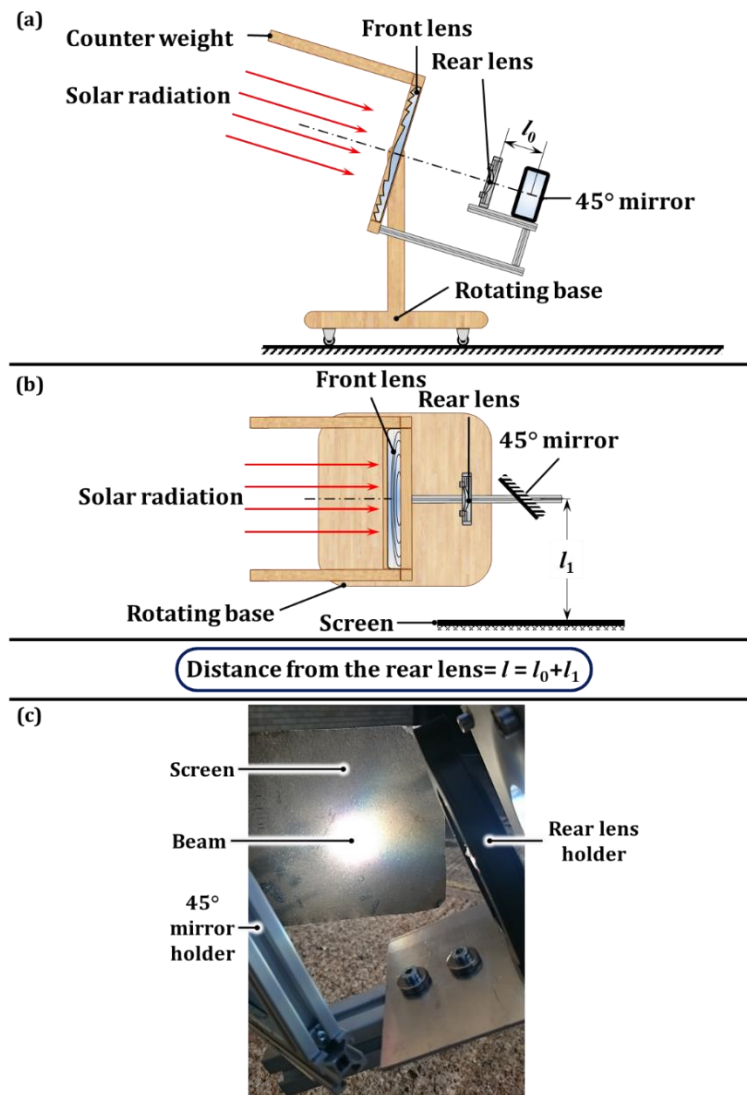 (a)
Counter weight
Front lens
Rear lens
Solar radiation
l0
45° mirror
Rotating base
(b)
Front lens
Rear lens
45° mirror
Solar radiation
l1
Rotating base
Screen
Distance from the rear lens= l = l0+l1
(c)
Screen
Beam
Rear lens
holder
45°
mirror
holder